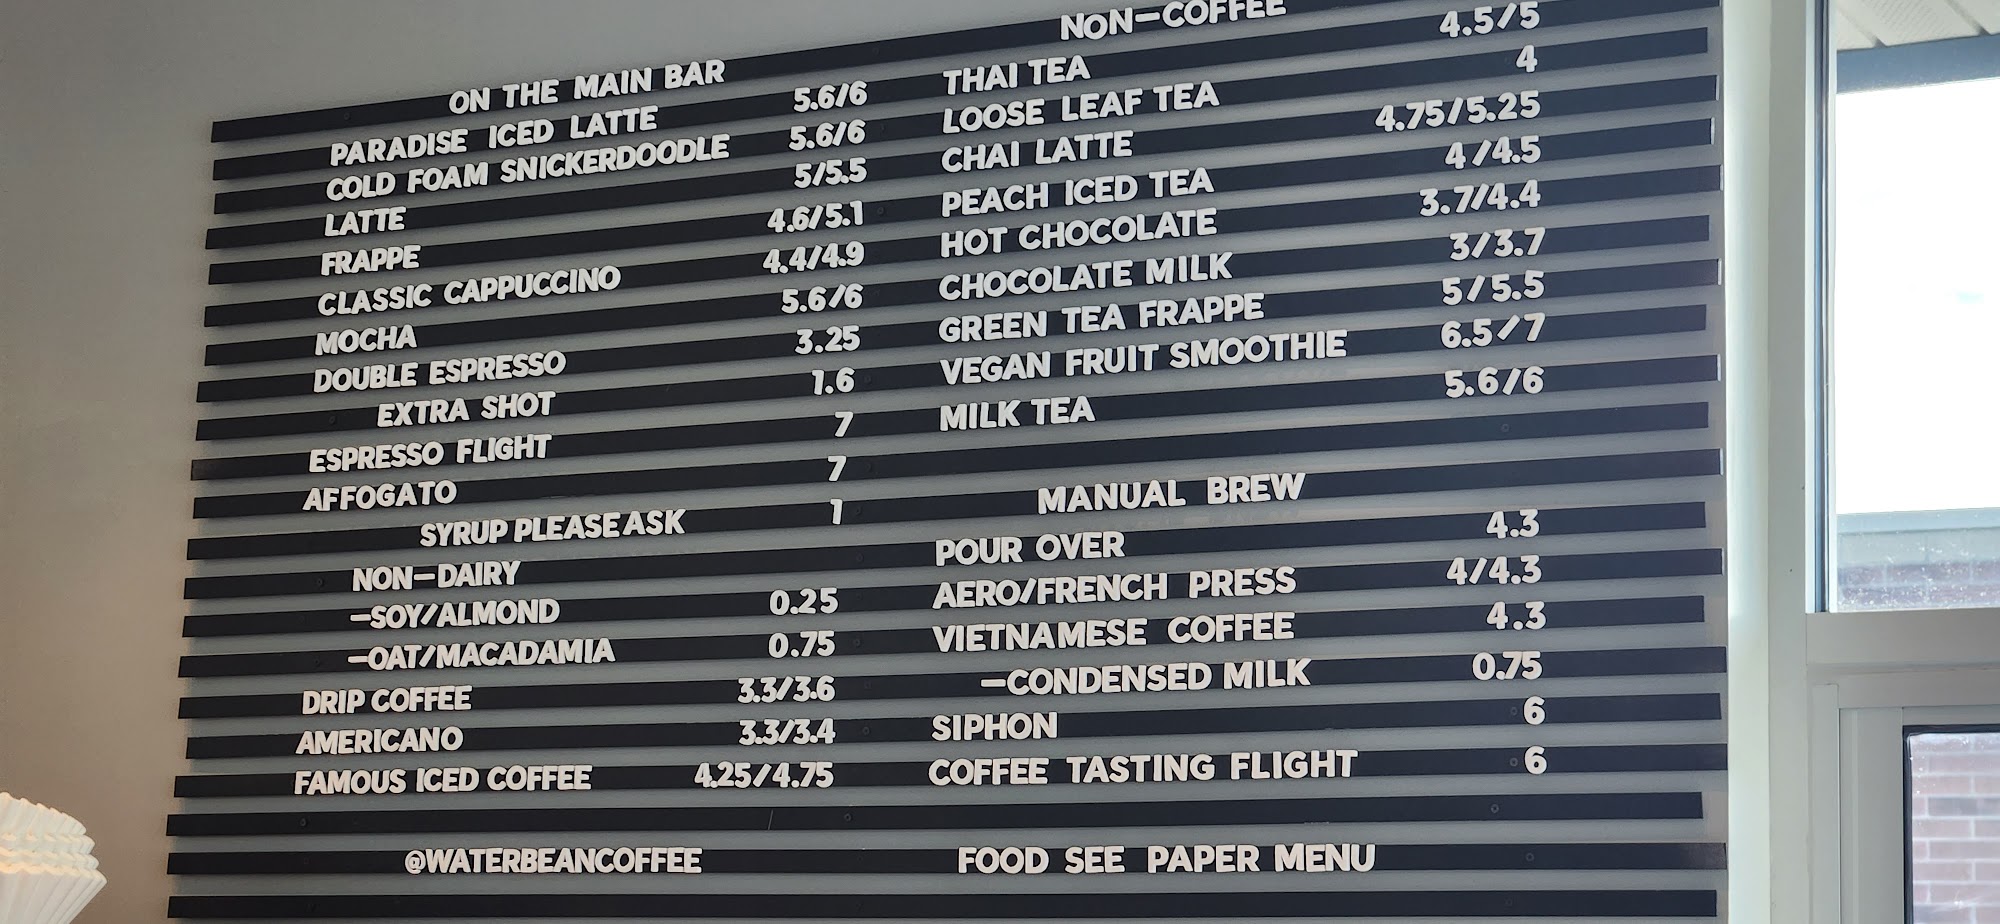 ON THE MAIN BAR
PARADISE ICED LATTE 5.6/6
COLD FOAM SNICKERDOODLE 5.6/6
LATTE 5/5.5
FRAPPE 4.6/5.1
CLASSIC CAPPUCCINO 4.4/4.9
MOCHA 5.6/6
DOUBLE ESPRESSO 3.25
EXTRA SHOT 1.6
ESPRESSO FLIGHT 7
AFFOGATO 7
SYRUP PLEASE ASK 1
NON-DAIRY
-SOY/ALMOND 0.25
-OAT/MACADAMIA 0.75
DRIP COFFEE 3.3/3.6
AMERICANO 3.3/3.4
FAMOUS ICED COFFEE 4.25/4.75
@WATERBEANCOFFEE
NON-COFFEE
THAI TEA 4.5/5
LOOSE LEAF TEA 4
CHAI LATTE 4.75/5.25
PEACH ICED TEA 4/4.5
HOT CHOCOLATE 3.7/4.4
CHOCOLATE MILK 3/3.7
GREEN TEA FRAPPE 5/5.5
VEGAN FRUIT SMOOTHIE 6.5/7
MILK TEA 5.6/6
MANUAL BREW
POUR OVER 4.3
AERO/FRENCH PRESS 4/4.3
VIETNAMESE COFFEE 4.3
-CONDENSED MILK 0.75
SIPHON 6
COFFEE TASTING FLIGHT 6
FOOD SEE PAPER MENU